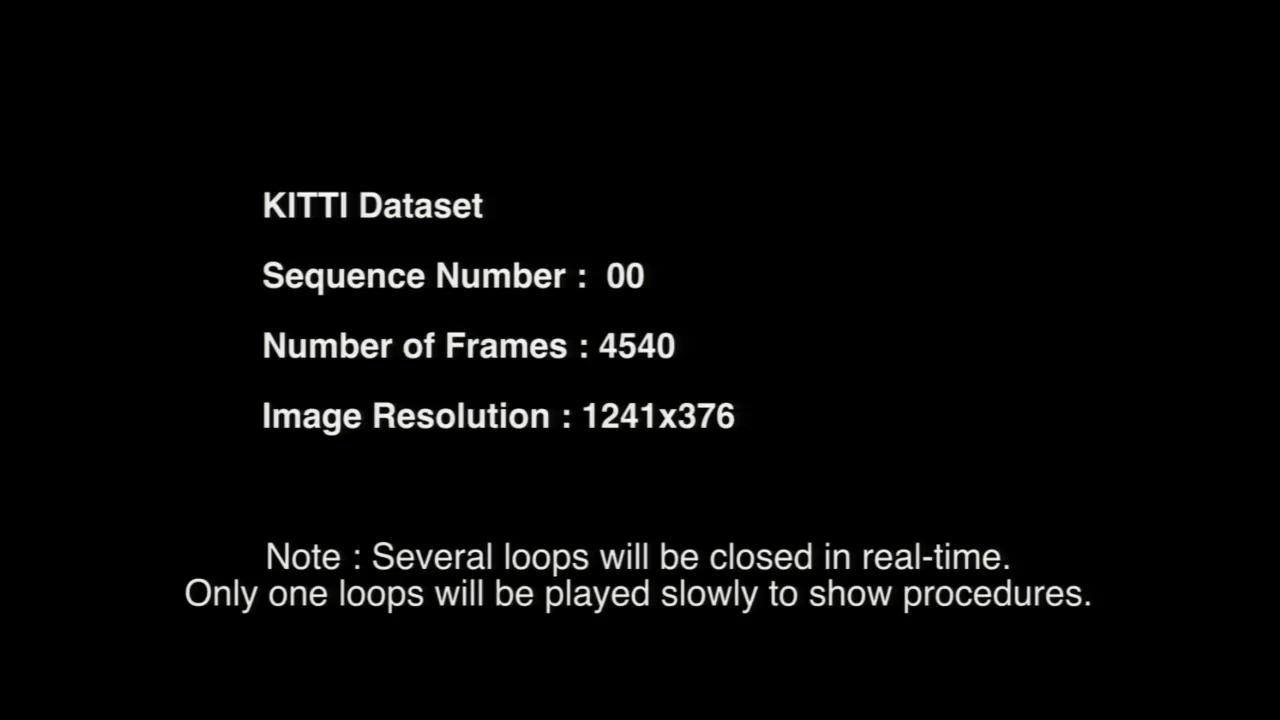 KITTI Dataset
Sequence Number :  00
Number of Frames : 4540
Image Resolution : 1241x376
Note : Several loops will be closed in real-time.
Only one loops will be played slowly to show procedures.